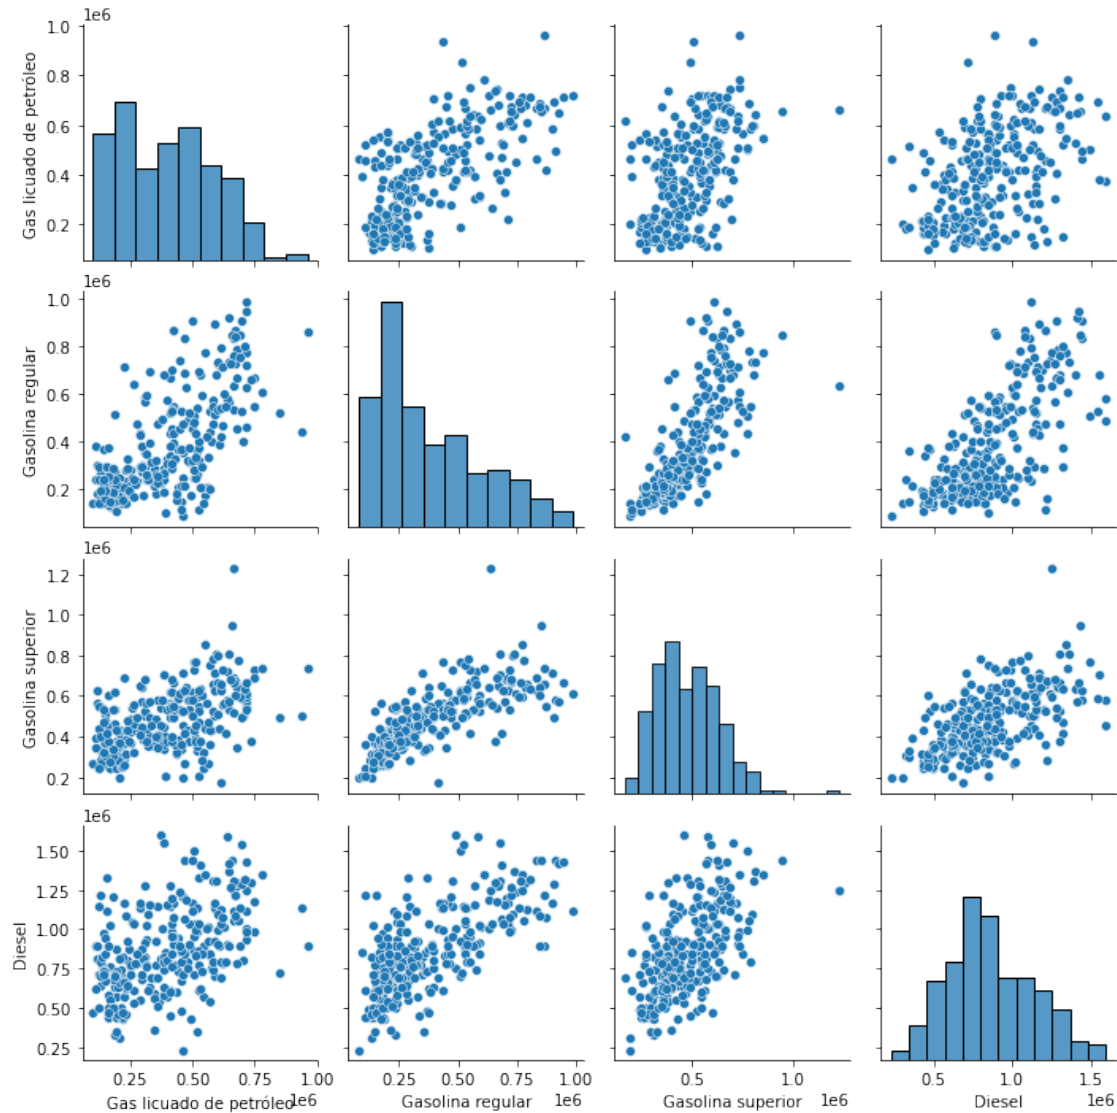 1e6
1.0
0.8
0.6
0.4
0.2
Gas licuado de petróleo
1e6
1.0
0.8
0.6
0.4
0.2
Gasolina regular
1e6
1.2
1.0
0.8
0.6
0.4
0.2
Gasolina superior
1e6
1.50
1.25
1.00
0.75
0.50
0.25
Diesel
0.25 0.50 0.75 1.00
Gas licuado de petróleo 1e6
0.25 0.50 0.75 1.00
Gasolina regular 1e6
0.5 1.0
Gasolina superior 1e6
0.5 1.0 1.5
Diesel 1e6